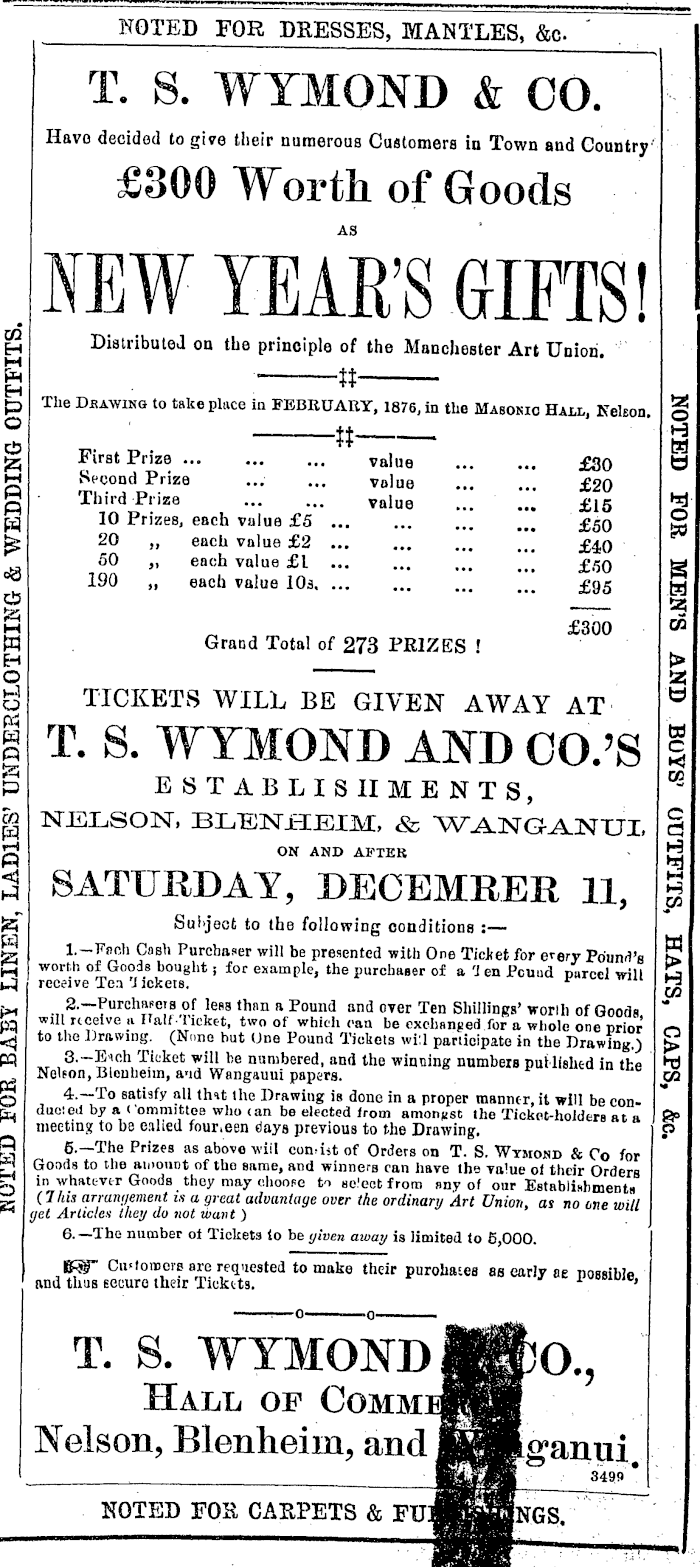 NOTED FOR DRESSES, MANTLES, &c.
T. S. WYMOND & CO.
Have decided to give their numerous Customers in Town and Country
£300 Worth of Goods
AS
NEW YEAR'S GIFTS!
Distributed on the principle of the Manchester Art Union.
‡‡
The DRAWING to take place in FEBRUARY, 1876, in the MASONIC HALL, Nelson.
‡‡
First Prize ... ... ... value ... ... £30
Second Prize ... ... value ... ... £20
Third Prize ... ... value ... ... £15
10 Prizes, each value £5 ... ... ... ... £50
20 „ each value £2 ... ... ... ... £40
50 „ each value £1 ... ... ... ... £50
190 „ each value 10s. ... ... ... ... £95
£300
Grand Total of 273 PRIZES !
TICKETS WILL BE GIVEN AWAY AT
T. S. WYMOND AND CO.'S
ESTABLISHMENTS,
NELSON, BLENHEIM, & WANGANUI,
ON AND AFTER
SATURDAY, DECEMBER 11,
Subject to the following conditions :—
1.—Each Cash Purchaser will be presented with One Ticket for every Pound's
worth of Goods bought ; for example, the purchaser of a Ten Pound parcel will
receive Ten Tickets.
2.—Purchasers of less than a Pound and over Ten Shillings' worth of Goods,
will receive a Half-Ticket, two of which can be exchanged for a whole one prior
to the Drawing. (None but One Pound Tickets will participate in the Drawing.)
3.—Each Ticket will be numbered, and the winning numbers published in the
Nelson, Blenheim, and Wanganui papers.
4.—To satisfy all that the Drawing is done in a proper manner, it will be con-
ducted by a Committee who can be elected from amongst the Ticket-holders at a
meeting to be called fourteen days previous to the Drawing.
5.—The Prizes as above will consist of Orders on T. S. WYMOND & Co for
Goods to the amount of the same, and winners can have the value of their Orders
in whatever Goods they may choose to select from any of our Establishments
(This arrangement is a great advantage over the ordinary Art Union, as no one will
get Articles they do not want )
6.—The number of Tickets to be given away is limited to 5,000.
☞ Customers are requested to make their purchases as early as possible,
and thus secure their Tickets.
—o—o—
T. S. WYMOND & CO.,
HALL OF COMMERCE
Nelson, Blenheim, and Wanganui.
3499
NOTED FOR CARPETS & FURNISHINGS.
NOTED FOR BABY LINEN, LADIES' UNDERCLOTHING & WEDDING OUTFITS.
NOTED FOR MEN'S AND BOYS' OUTFITS, HATS, CAPS, &c.